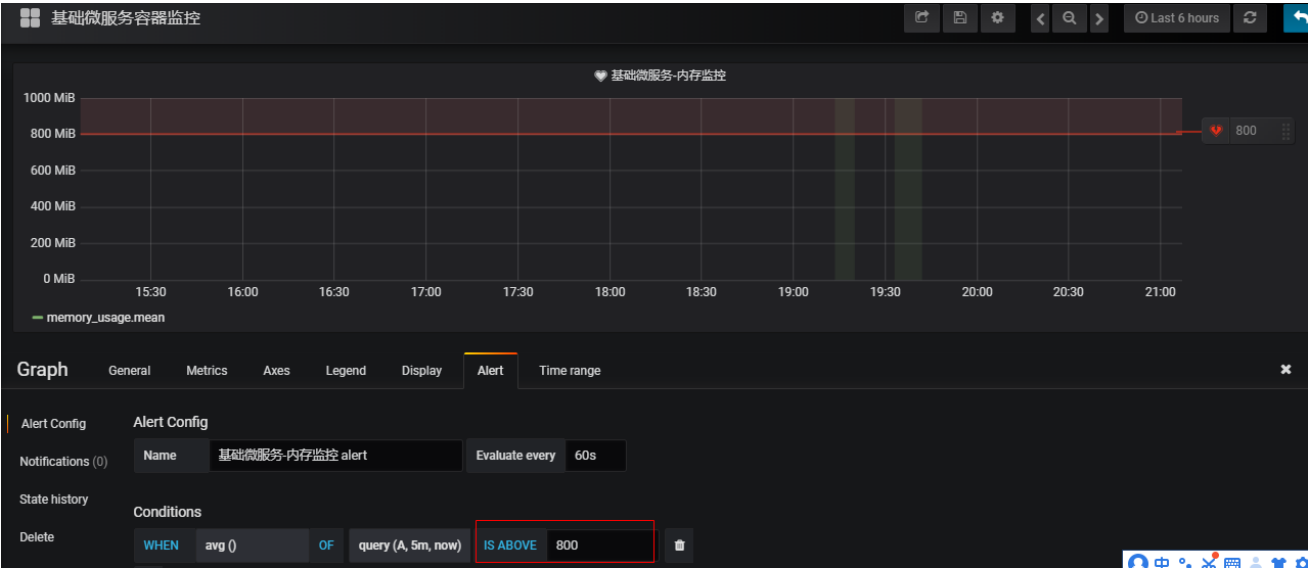 基础微服务容器监控
Last 6 hours
基础微服务-内存监控
1000 MiB
800 MiB
800
600 MiB
400 MiB
200 MiB
0 MiB
15:30 16:00 16:30 17:00 17:30 18:00 18:30 19:00 19:30 20:00 20:30 21:00
memory_usage.mean
Graph General Metrics Axes Legend Display Alert Time range
Alert Config
Alert Config
Name 基础微服务-内存监控 alert Evaluate every 60s
Notifications (0)
State history
Conditions
Delete
WHEN avg () OF query (A, 5m, now) IS ABOVE 800
中